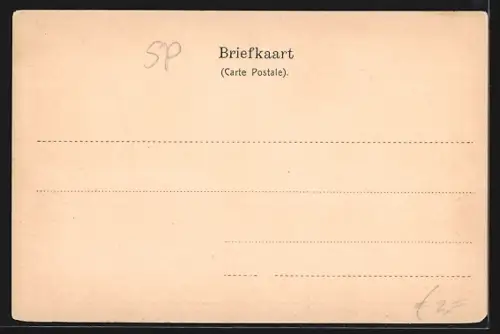 SP
Briefkaart
(Carte Postale).